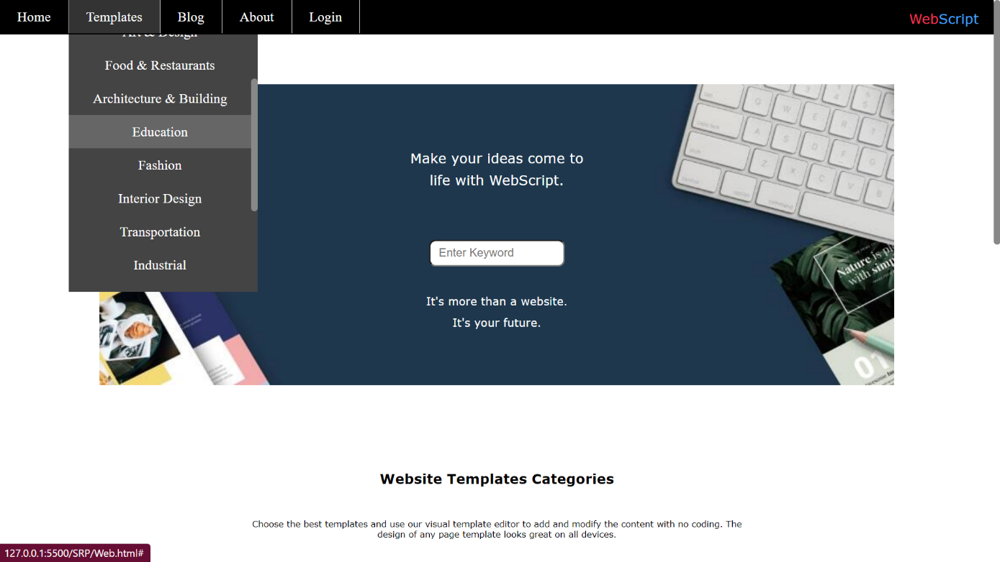 Home Templates Blog About Login WebScript
Art & Design
Food & Restaurants
Architecture & Building
Education
Fashion
Interior Design
Transportation
Industrial
Make your ideas come to
life with WebScript.
Enter Keyword
It's more than a website.
It's your future.
Nature is
with
01
Website Templates Categories
Choose the best templates and use our visual template editor to add and modify the content with no coding. The
design of any page template looks great on all devices.
127.0.0.1:5500/SRP/Web.html#